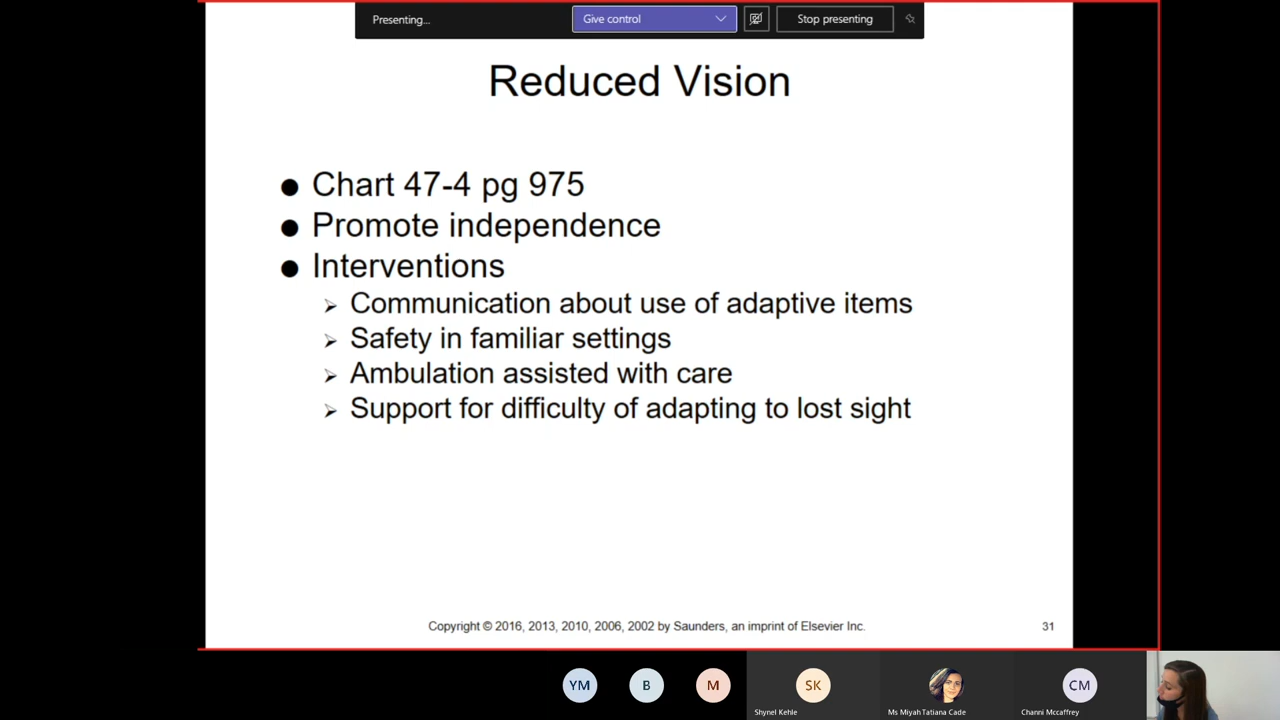 Presenting...
Give control
Stop presenting
Reduced Vision
● Chart 47-4 pg 975
● Promote independence
● Interventions
➢ Communication about use of adaptive items
➢ Safety in familiar settings
➢ Ambulation assisted with care
➢ Support for difficulty of adapting to lost sight
Copyright © 2016, 2013, 2010, 2006, 2002 by Saunders, an imprint of Elsevier Inc.
31
YM
B
M
SK
CM
Shynel Kehle
Ms Miyah Tatiana Cade
Channi Mccaffrey